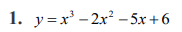 1. y = x³ – 2x² – 5x + 6